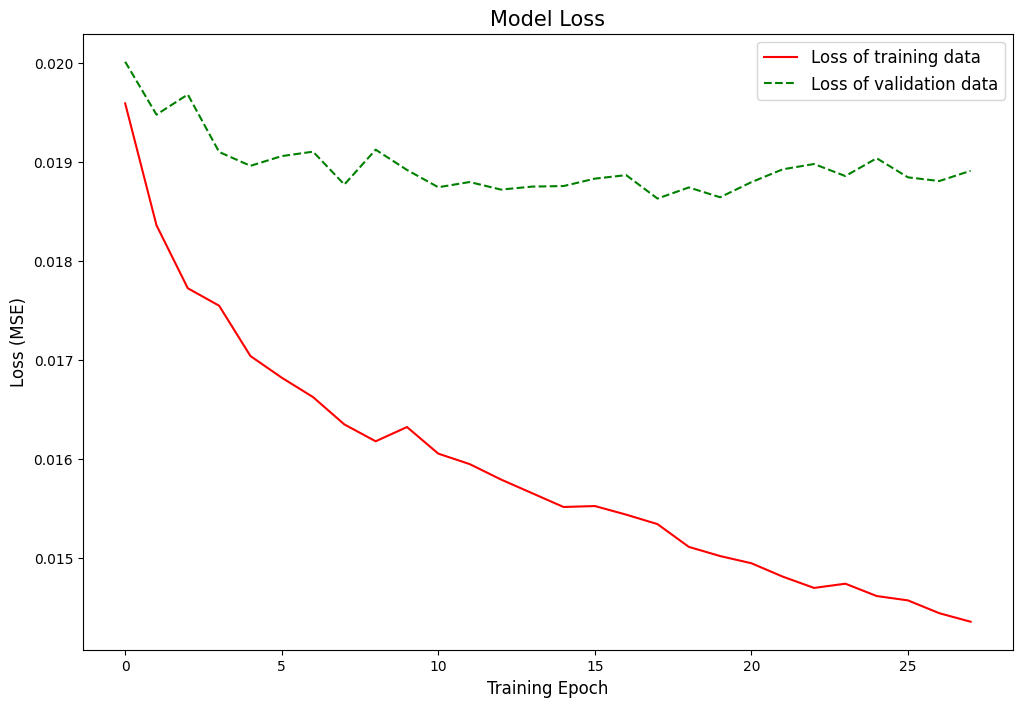 Model Loss
Loss of training data
Loss of validation data
Loss (MSE)
0.020
0.019
0.018
0.017
0.016
0.015
0 5 10 15 20 25
Training Epoch